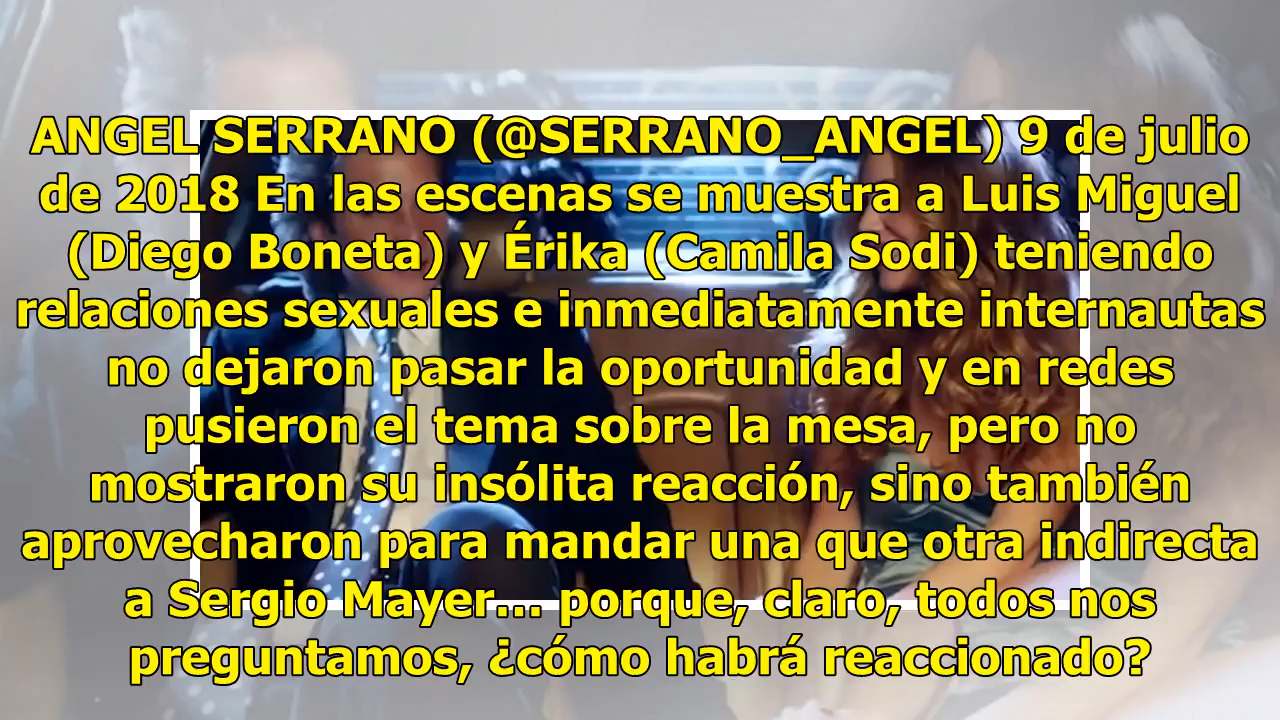 ANGEL SERRANO (@SERRANO_ANGEL) 9 de julio
de 2018 En las escenas se muestra a Luis Miguel
(Diego Boneta) y Érika (Camila Sodi) teniendo
relaciones sexuales e inmediatamente internautas
no dejaron pasar la oportunidad y en redes
pusieron el tema sobre la mesa, pero no
mostraron su insólita reacción, sino también
aprovecharon para mandar una que otra indirecta
a Sergio Mayer... porque, claro, todos nos
preguntamos, ¿cómo habrá reaccionado?